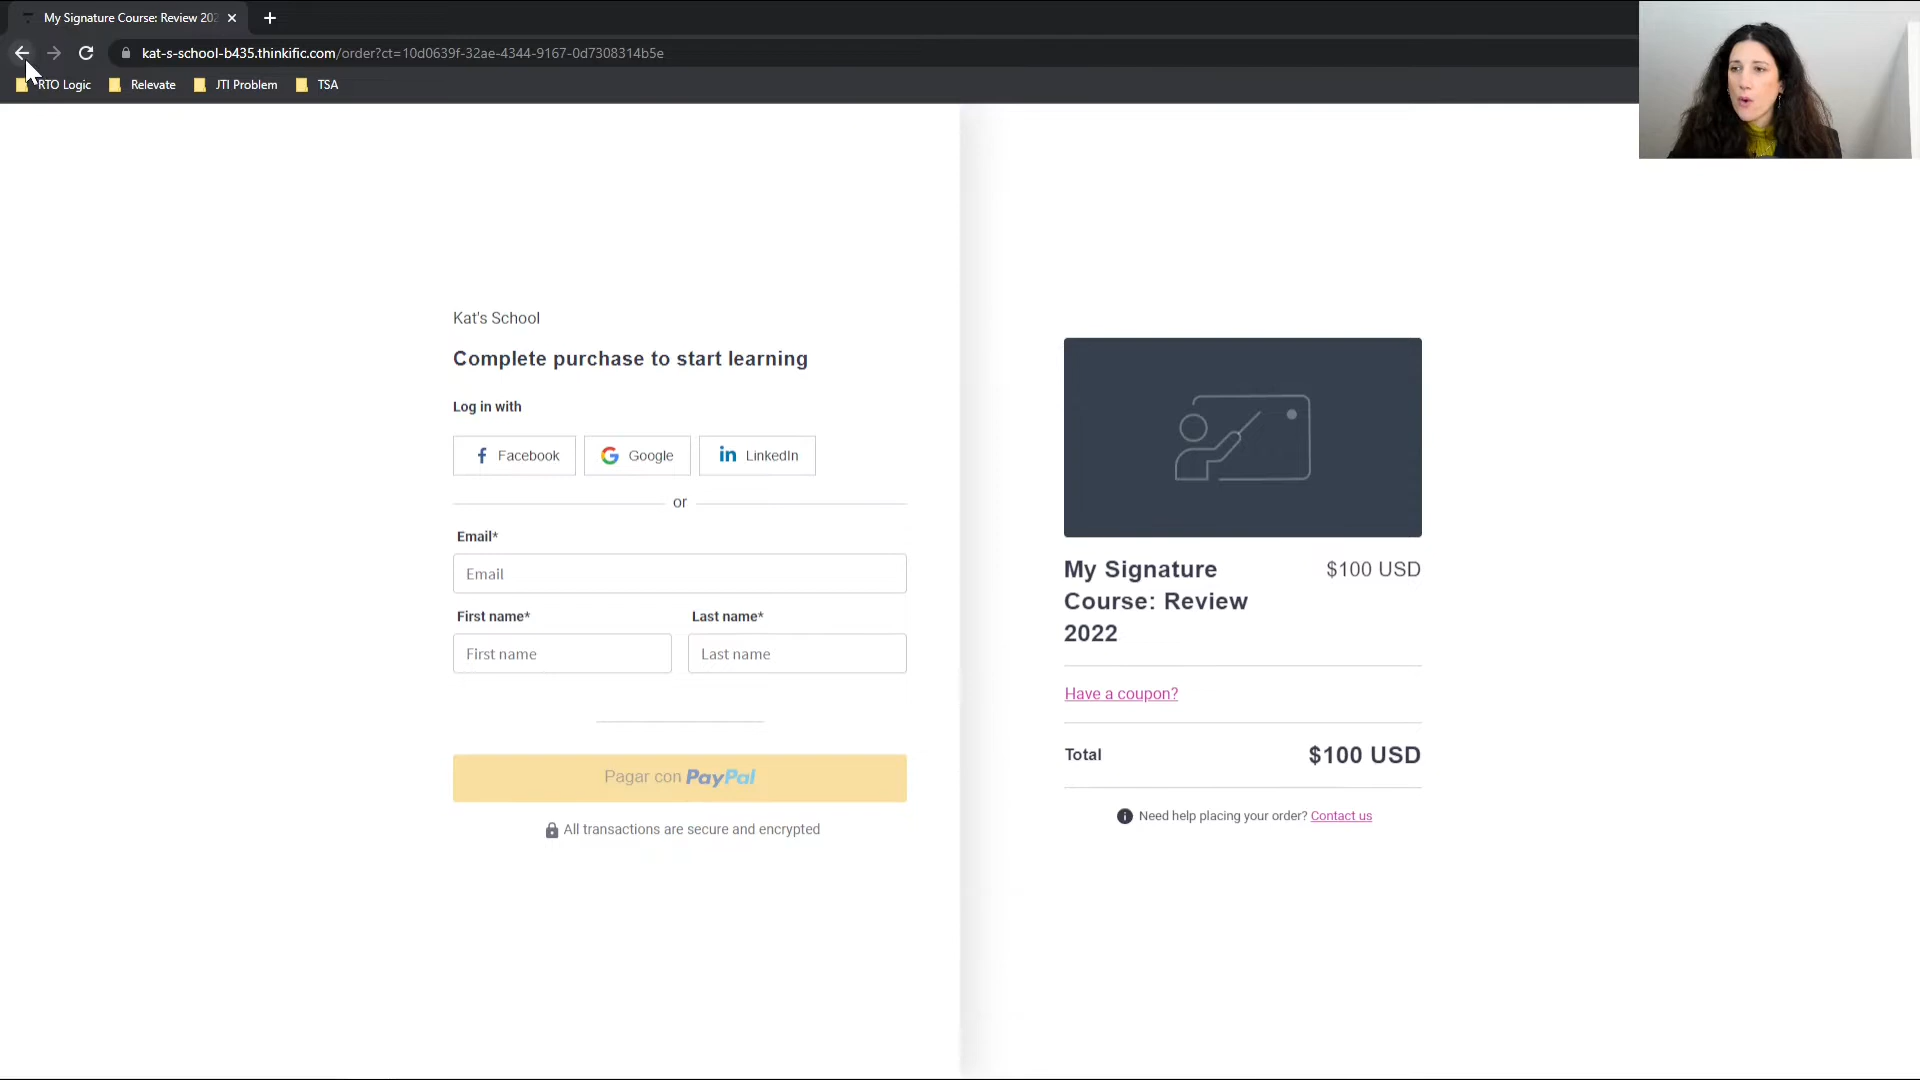 My Signature Course: Review 202
kat-s-school-b435.thinkific.com/order?ct=10d0639f-32ae-4344-9167-0d7308314b5e
RTO Logic
Relevate
JTI Problem
TSA
Kat's School
Complete purchase to start learning
Log in with
Facebook
Google
LinkedIn
or
Email*
Email
First name*
Last name*
First name
Last name
Pagar con PayPal
All transactions are secure and encrypted
My Signature
Course: Review
2022
$100 USD
Have a coupon?
Total
$100 USD
Need help placing your order? Contact us